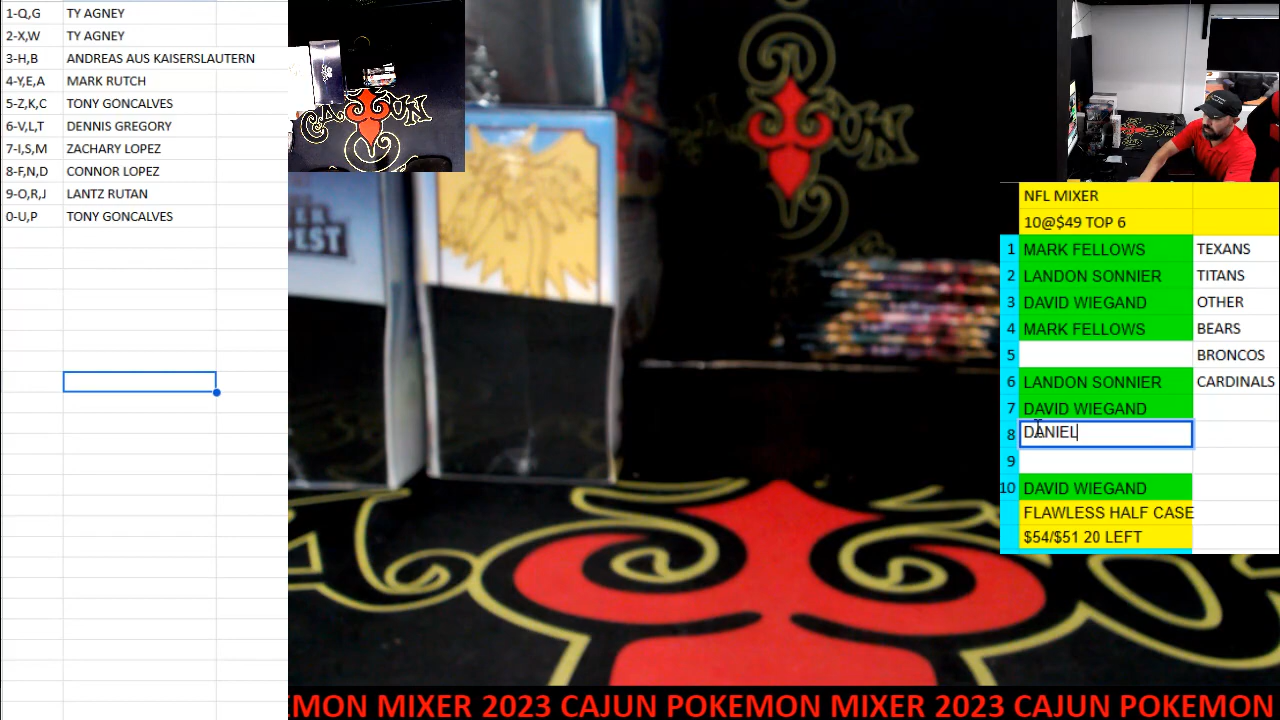 1-Q,G TY AGNEY
2-X,W TY AGNEY
3-H,B ANDREAS AUS KAISERSLAUTERN
4-Y,E,A MARK RUTCH
5-Z,K,C TONY GONCALVES
6-V,L,T DENNIS GREGORY
7-I,S,M ZACHARY LOPEZ
8-F,N,D CONNOR LOPEZ
9-O,R,J LANTZ RUTAN
0-U,P TONY GONCALVES
NFL MIXER
10@$49 TOP 6
1 MARK FELLOWS TEXANS
2 LANDON SONNIER TITANS
3 DAVID WIEGAND OTHER
4 MARK FELLOWS BEARS
5 BRONCOS
6 LANDON SONNIER CARDINALS
7 DAVID WIEGAND
8 DANIEL
9
10 DAVID WIEGAND
FLAWLESS HALF CASE
$54/$51 20 LEFT
EMON MIXER 2023 CAJUN POKEMON MIXER 2023 CAJUN POKEMON